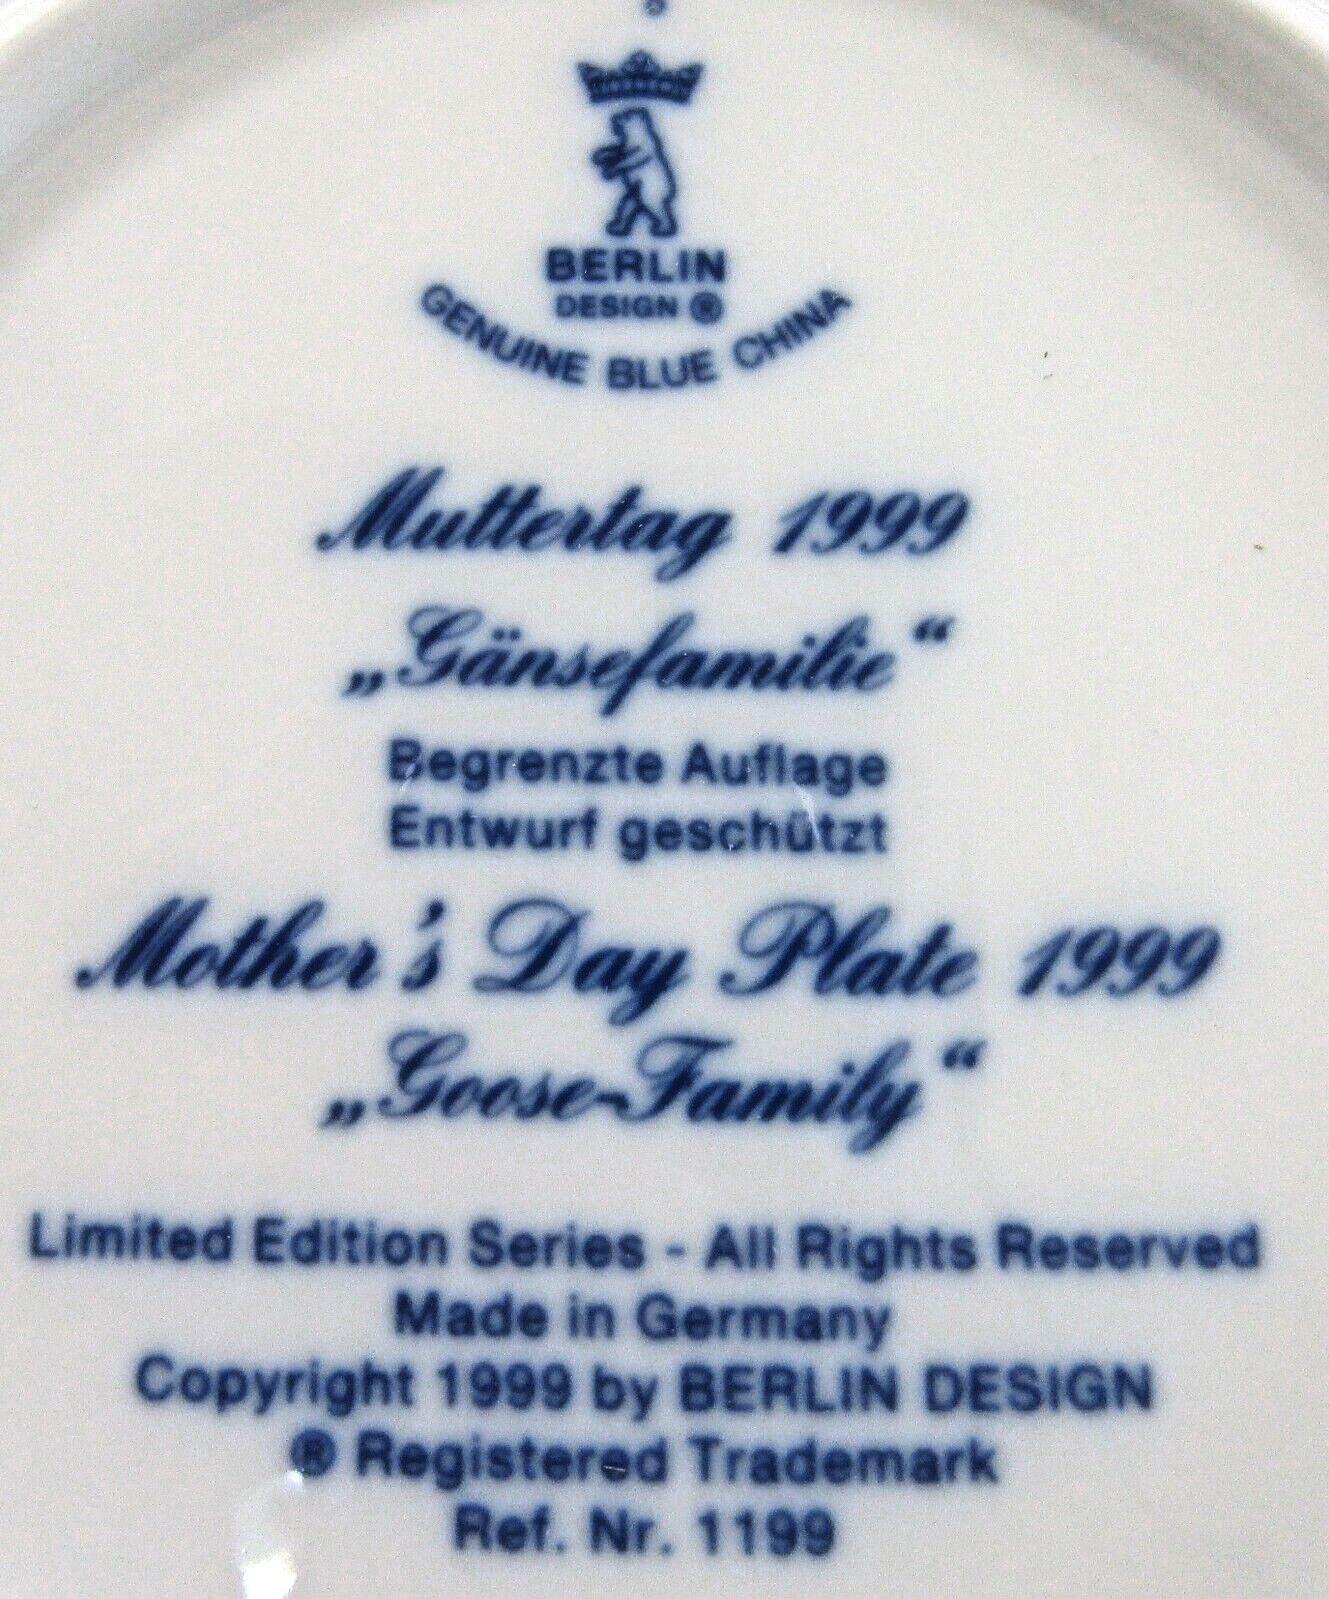 BERLIN
DESIGN ®
GENUINE BLUE CHINA
Muttertag 1999
„Gänsefamilie“
Begrenzte Auflage
Entwurf geschützt
Mother's Day Plate 1999
„Goose-Family“
Limited Edition Series - All Rights Reserved
Made in Germany
Copyright 1999 by BERLIN DESIGN
® Registered Trademark
Ref. Nr. 1199